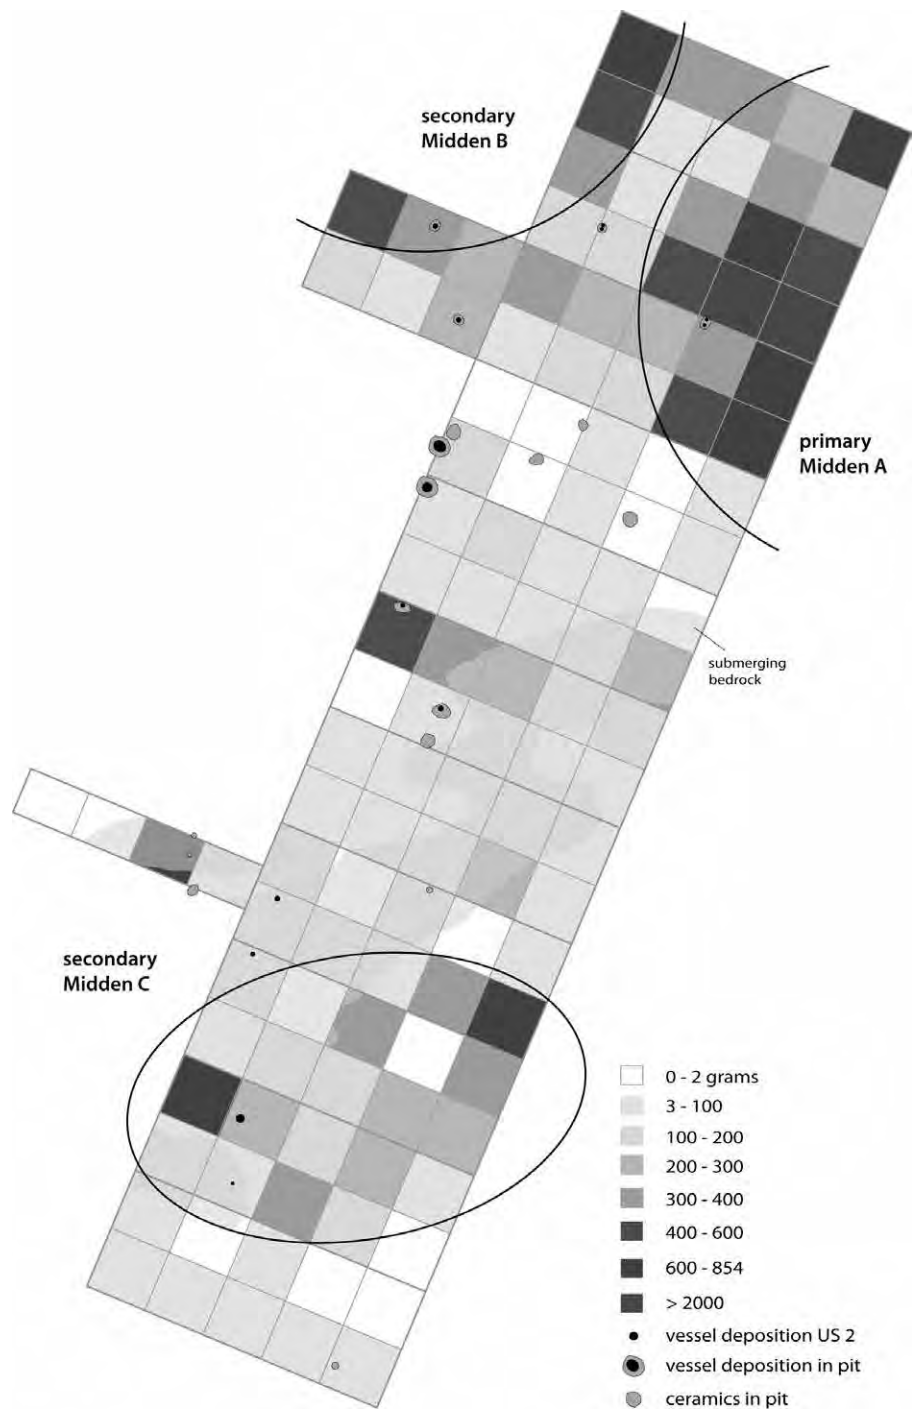 secondary
Midden B
primary
Midden A
submerging
bedrock
secondary
Midden C
0 - 2 grams
3 - 100
100 - 200
200 - 300
300 - 400
400 - 600
600 - 854
> 2000
vessel deposition US 2
vessel deposition in pit
ceramics in pit